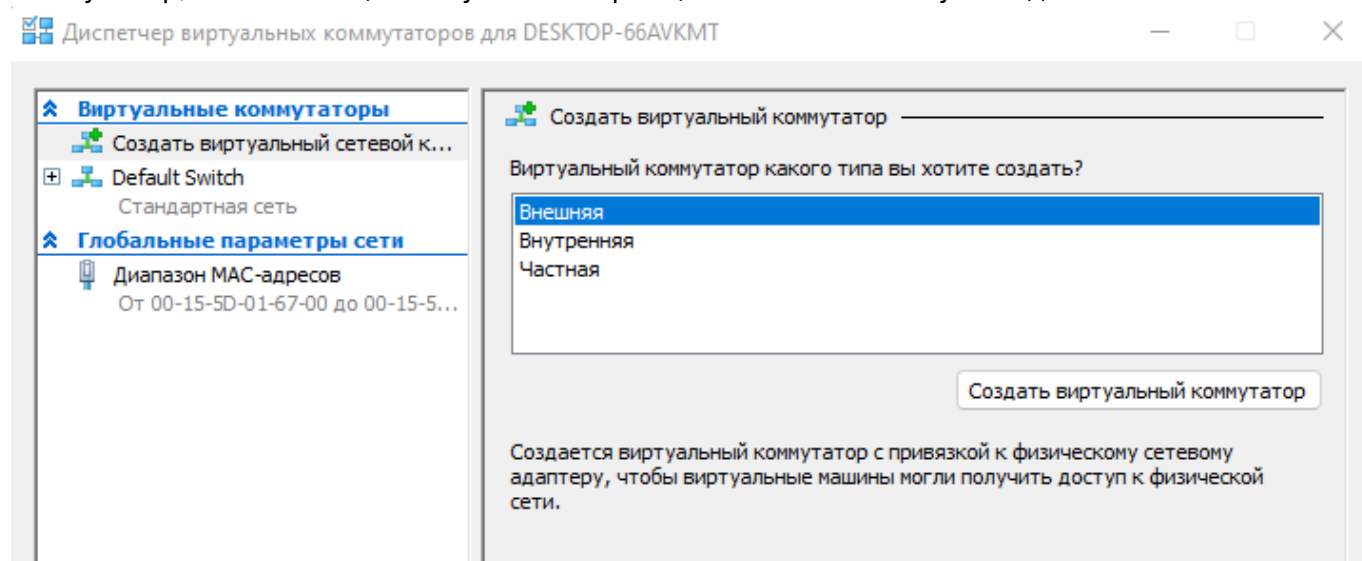 Диспетчер виртуальных коммутаторов для DESKTOP-66AVKMT
Виртуальные коммутаторы
Создать виртуальный сетевой к...
Default Switch
Стандартная сеть
Глобальные параметры сети
Диапазон MAC-адресов
От 00-15-5D-01-67-00 до 00-15-5...
Создать виртуальный коммутатор
Виртуальный коммутатор какого типа вы хотите создать?
Внешняя
Внутренняя
Частная
Создать виртуальный коммутатор
Создается виртуальный коммутатор с привязкой к физическому сетевому
адаптеру, чтобы виртуальные машины могли получить доступ к физической
сети.